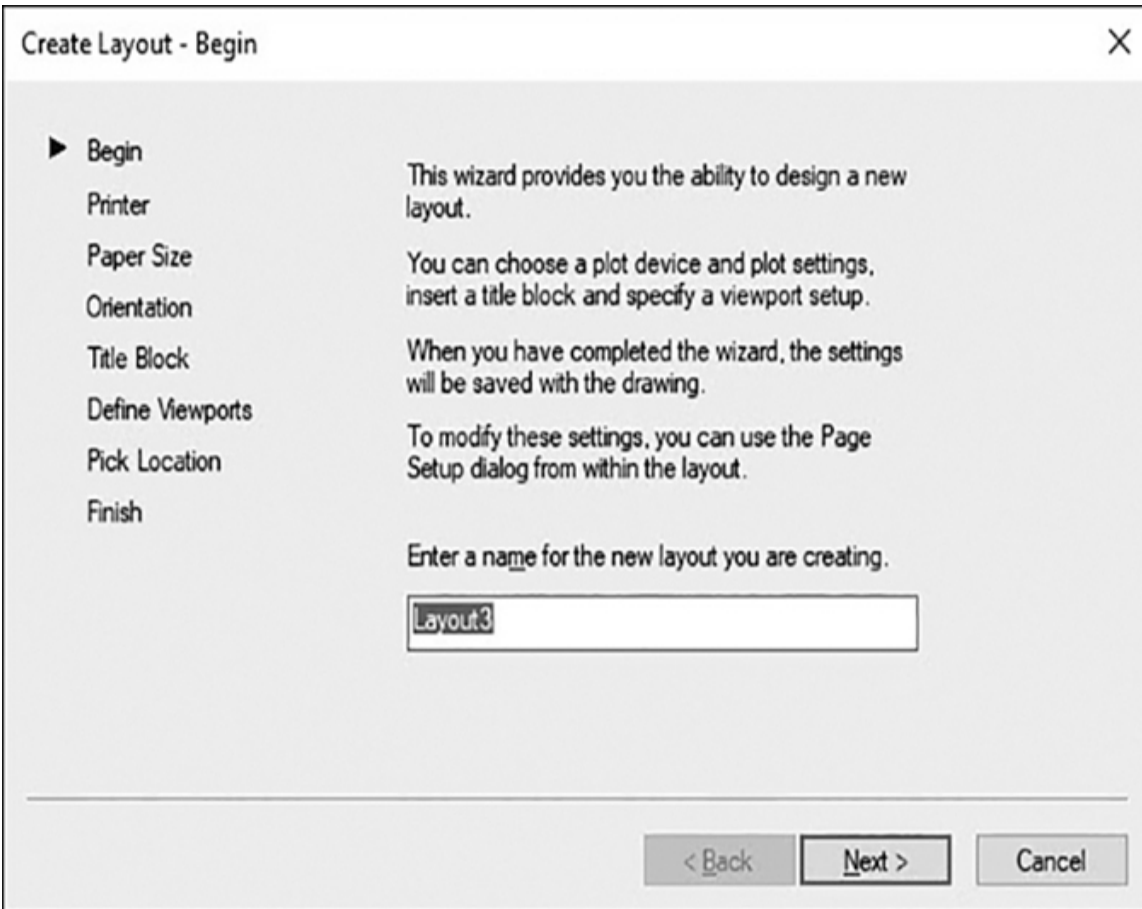 Create Layout - Begin
Begin
Printer
Paper Size
Orientation
Title Block
Define Viewports
Pick Location
Finish
This wizard provides you the ability to design a new
layout.
You can choose a plot device and plot settings,
insert a title block and specify a viewport setup.
When you have completed the wizard, the settings
will be saved with the drawing.
To modify these settings, you can use the Page
Setup dialog from within the layout.
Enter a name for the new layout you are creating.
Layout3
< Back
Next >
Cancel